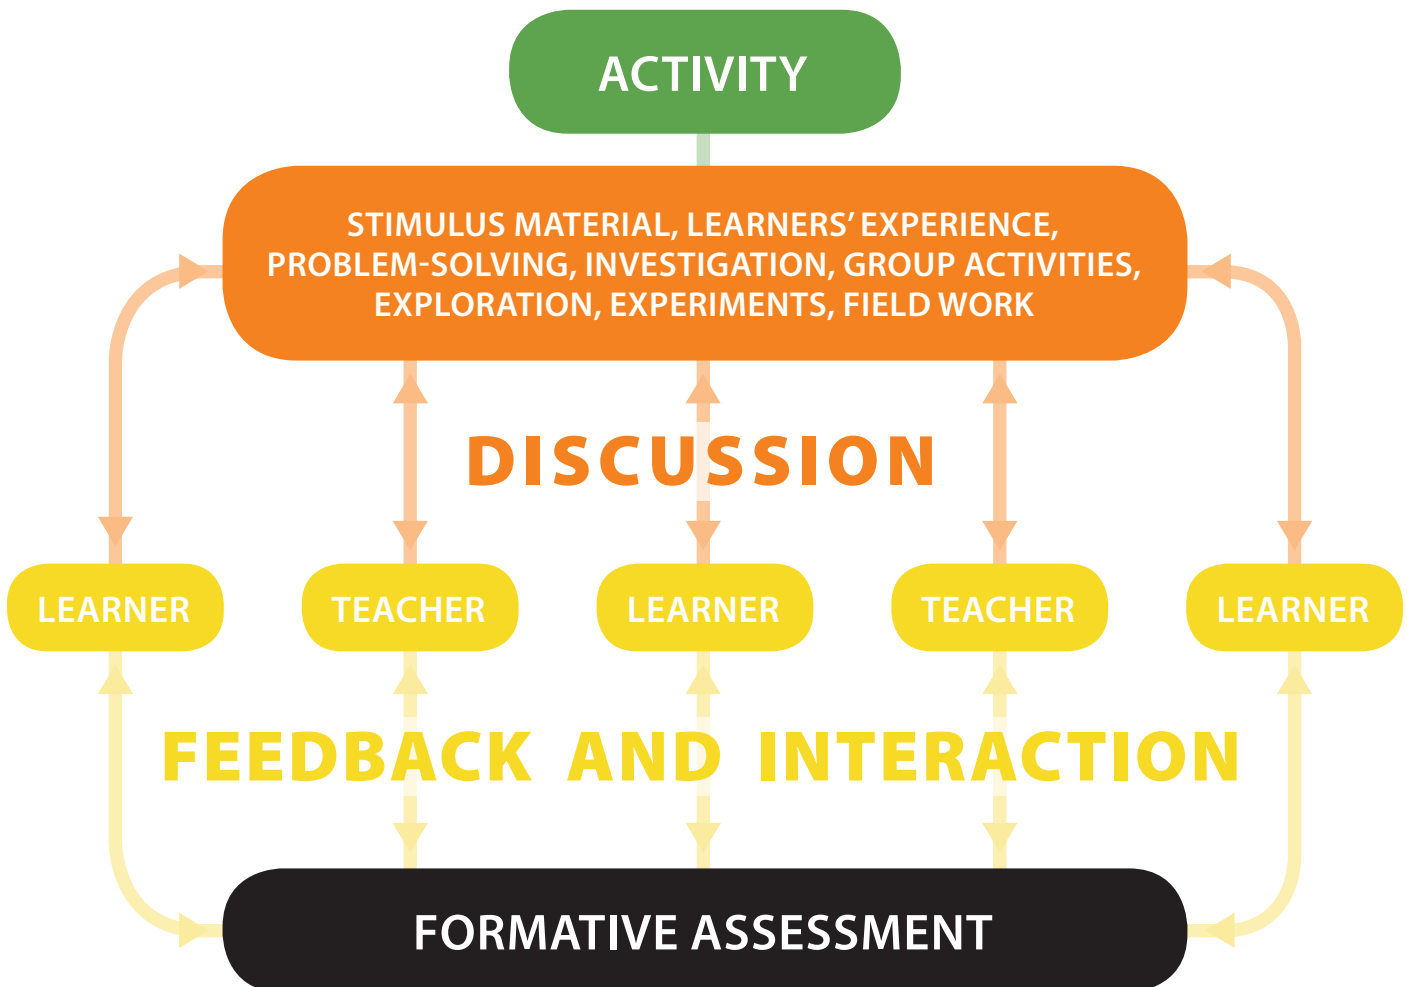 ACTIVITY
STIMULUS MATERIAL, LEARNERS’ EXPERIENCE,
PROBLEM-SOLVING, INVESTIGATION, GROUP ACTIVITIES,
EXPLORATION, EXPERIMENTS, FIELD WORK
DISCUSSION
LEARNER
TEACHER
LEARNER
TEACHER
LEARNER
FEEDBACK AND INTERACTION
FORMATIVE ASSESSMENT